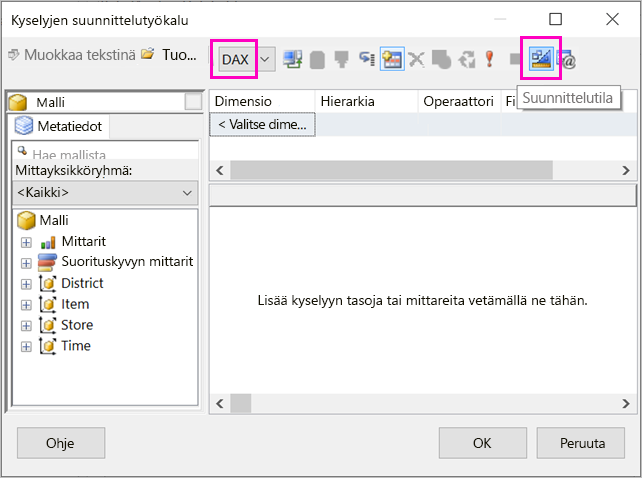 Kyselyjen suunnittelutyökalu
Muokkaa tekstinä Tuo... DAX
Suunnittelutila
Malli
Metatiedot
Hae mallista
Mittayksikköryhmä:
<Kaikki>
Malli
Mittarit
Suorituskyvyn mittarit
District
Item
Store
Time
Dimensio Hierarkia Operaattori Fi
< Valitse dime...
Lisää kyselyyn tasoja tai mittareita vetämällä ne tähän.
Ohje OK Peruuta